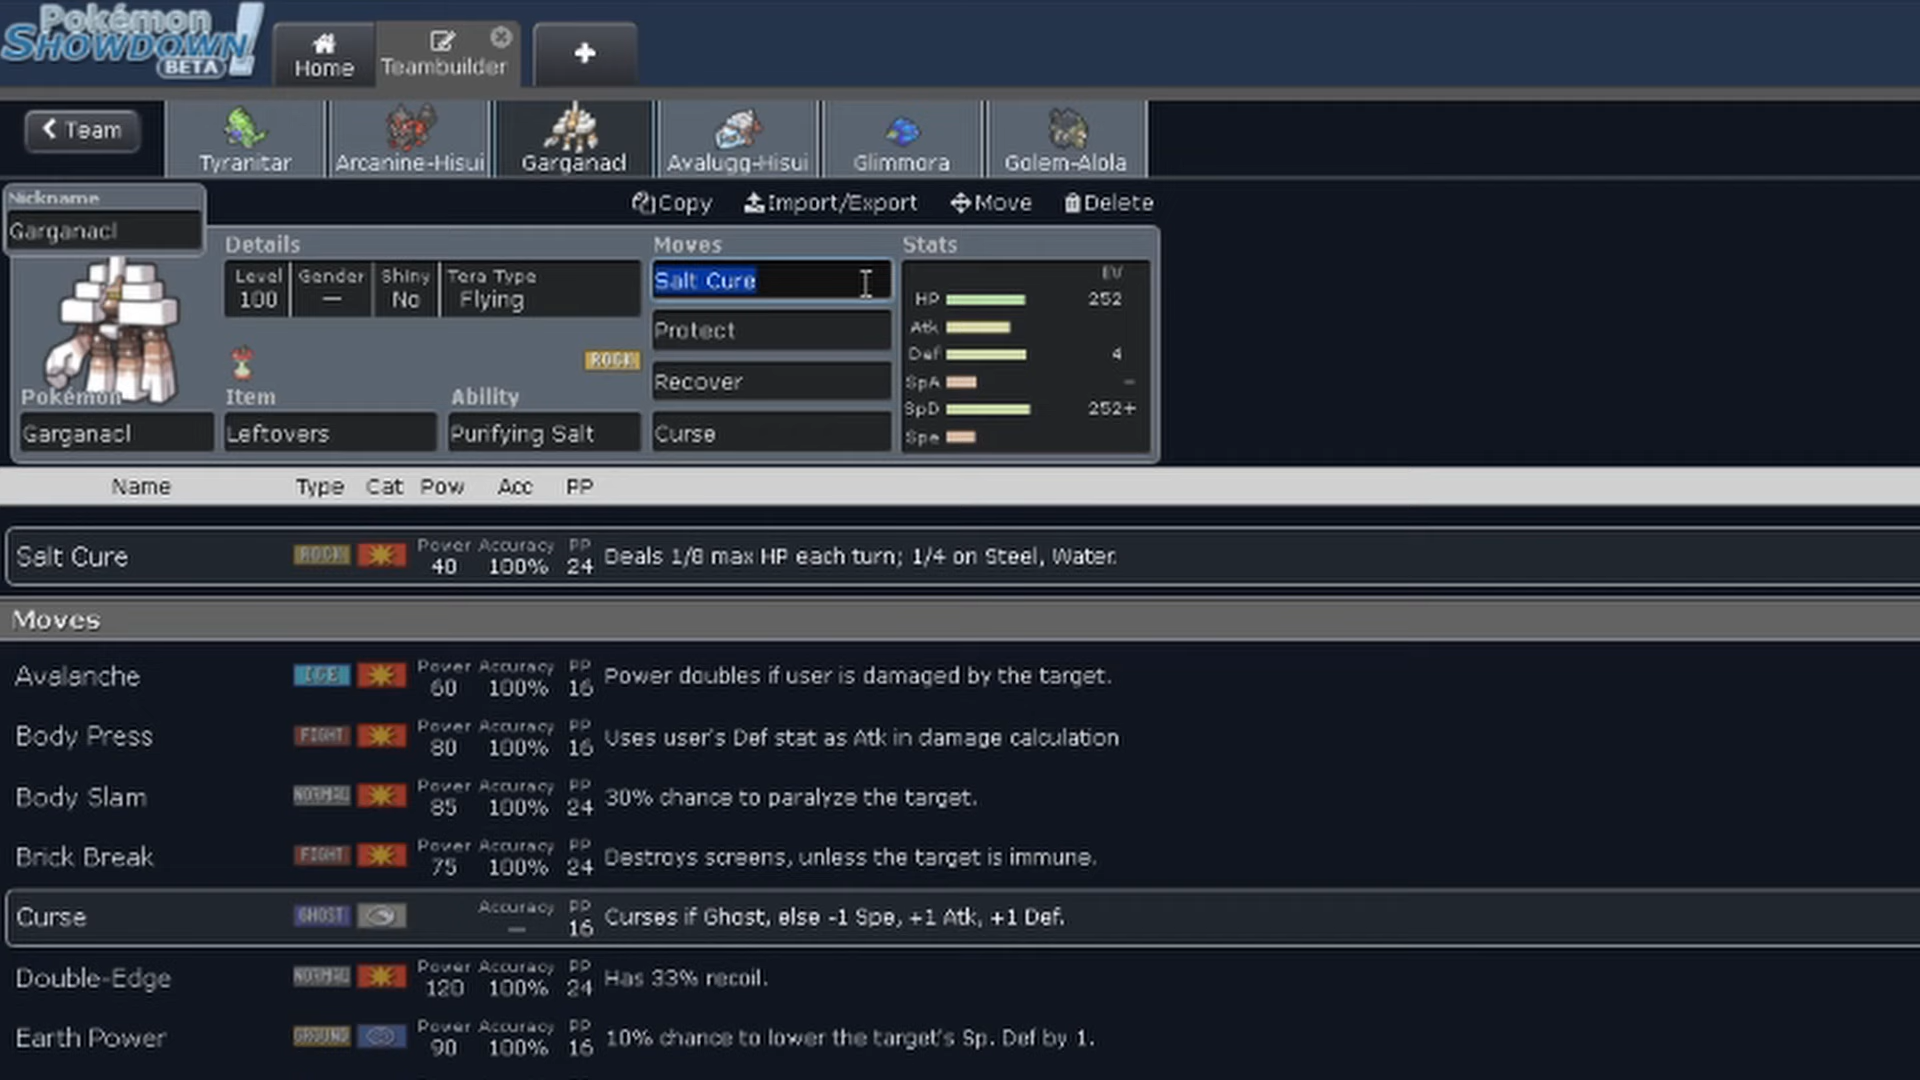 Pokémon
SHOWDOWN!
BETA
Home
Teambuilder
Team
Tyranitar
Arcanine-Hisui
Garganacl
Avalugg-Hisui
Glimmora
Golem-Alola
Copy
Import/Export
Move
Delete
Nickname
Garganacl
Details
Level Gender Shiny Tera Type
100 — No Flying
ROCK
Pokémon Item Ability
Garganacl Leftovers Purifying Salt
Moves
Salt Cure
Protect
Recover
Curse
Stats
EV
HP 252
Atk
Def 4
SpA –
SpD 252+
Spe
Name Type Cat Pow Acc PP
Salt Cure ROCK Power 40 Accuracy 100% PP 24 Deals 1/8 max HP each turn; 1/4 on Steel, Water.
Moves
Avalanche ICE Power 60 Accuracy 100% PP 16 Power doubles if user is damaged by the target.
Body Press FIGHT Power 80 Accuracy 100% PP 16 Uses user's Def stat as Atk in damage calculation
Body Slam NORMAL Power 85 Accuracy 100% PP 24 30% chance to paralyze the target.
Brick Break FIGHT Power 75 Accuracy 100% PP 24 Destroys screens, unless the target is immune.
Curse GHOST Accuracy — PP 16 Curses if Ghost, else -1 Spe, +1 Atk, +1 Def.
Double-Edge NORMAL Power 120 Accuracy 100% PP 24 Has 33% recoil.
Earth Power GROUND Power 90 Accuracy 100% PP 16 10% chance to lower the target's Sp. Def by 1.